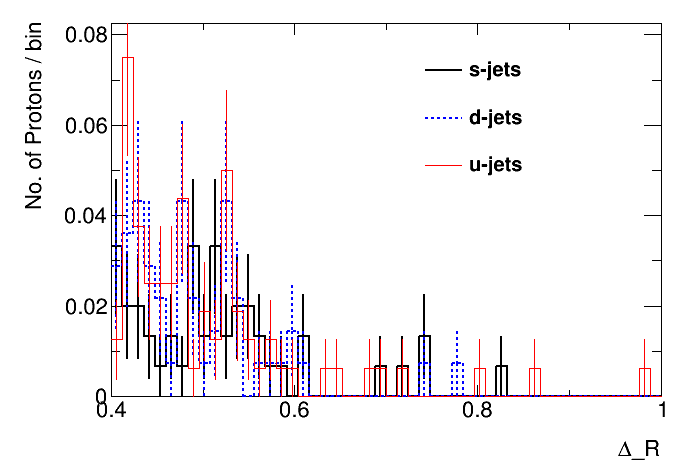 No. of Protons / bin
0.08
0.06
0.04
0.02
0
0.4
0.6
0.8
1
s-jets
d-jets
u-jets
Δ_R